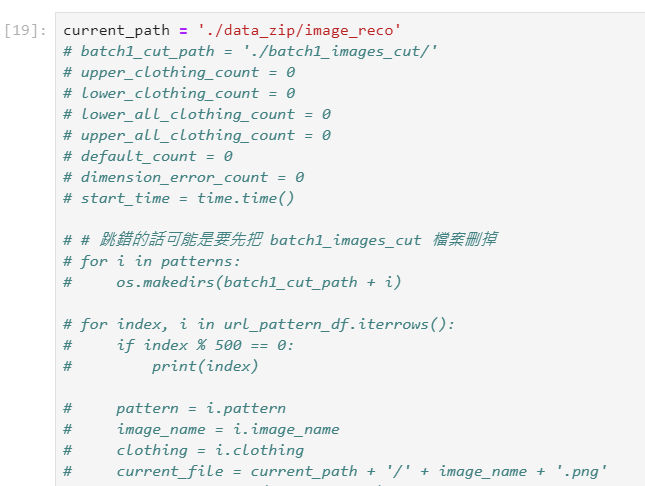 [19]: current_path = './data_zip/image_reco'
# batch1_cut_path = './batch1_images_cut/'
# upper_clothing_count = 0
# lower_clothing_count = 0
# lower_all_clothing_count = 0
# upper_all_clothing_count = 0
# default_count = 0
# dimension_error_count = 0
# start_time = time.time()
# # 跳錯的話可能是要先把 batch1_images_cut 檔案刪掉
# for i in patterns:
#     os.makedirs(batch1_cut_path + i)
# for index, i in url_pattern_df.iterrows():
#     if index % 500 == 0:
#         print(index)
#     pattern = i.pattern
#     image_name = i.image_name
#     clothing = i.clothing
#     current_file = current_path + '/' + image_name + '.png'